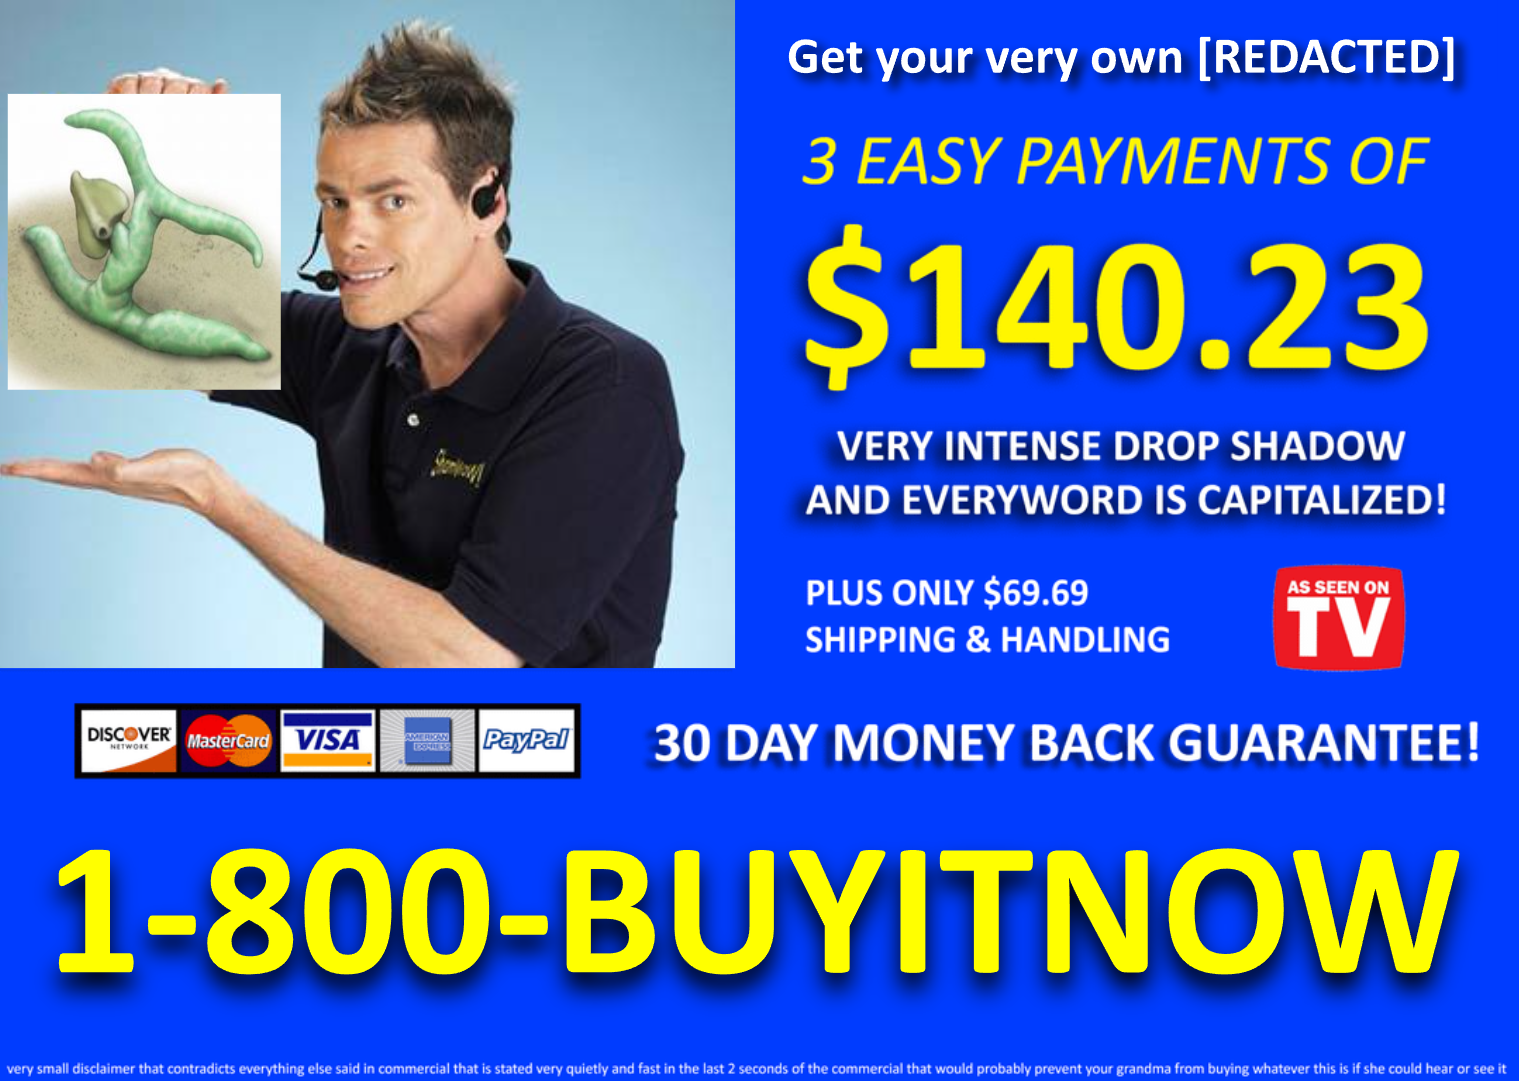 Get your very own [REDACTED]
3 EASY PAYMENTS OF
$140.23
VERY INTENSE DROP SHADOW
AND EVERYWORD IS CAPITALIZED!
PLUS ONLY $69.69
SHIPPING & HANDLING
AS SEEN ON
TV
DISCOVER
NETWORK
MasterCard
VISA
AMERICAN
EXPRESS
PayPal
30 DAY MONEY BACK GUARANTEE!
1-800-BUYITNOW
very small disclaimer that contradicts everything else said in commercial that is stated very quietly and fast in the last 2 seconds of the commercial that would probably prevent your grandma from buying whatever this is if she could hear or see it